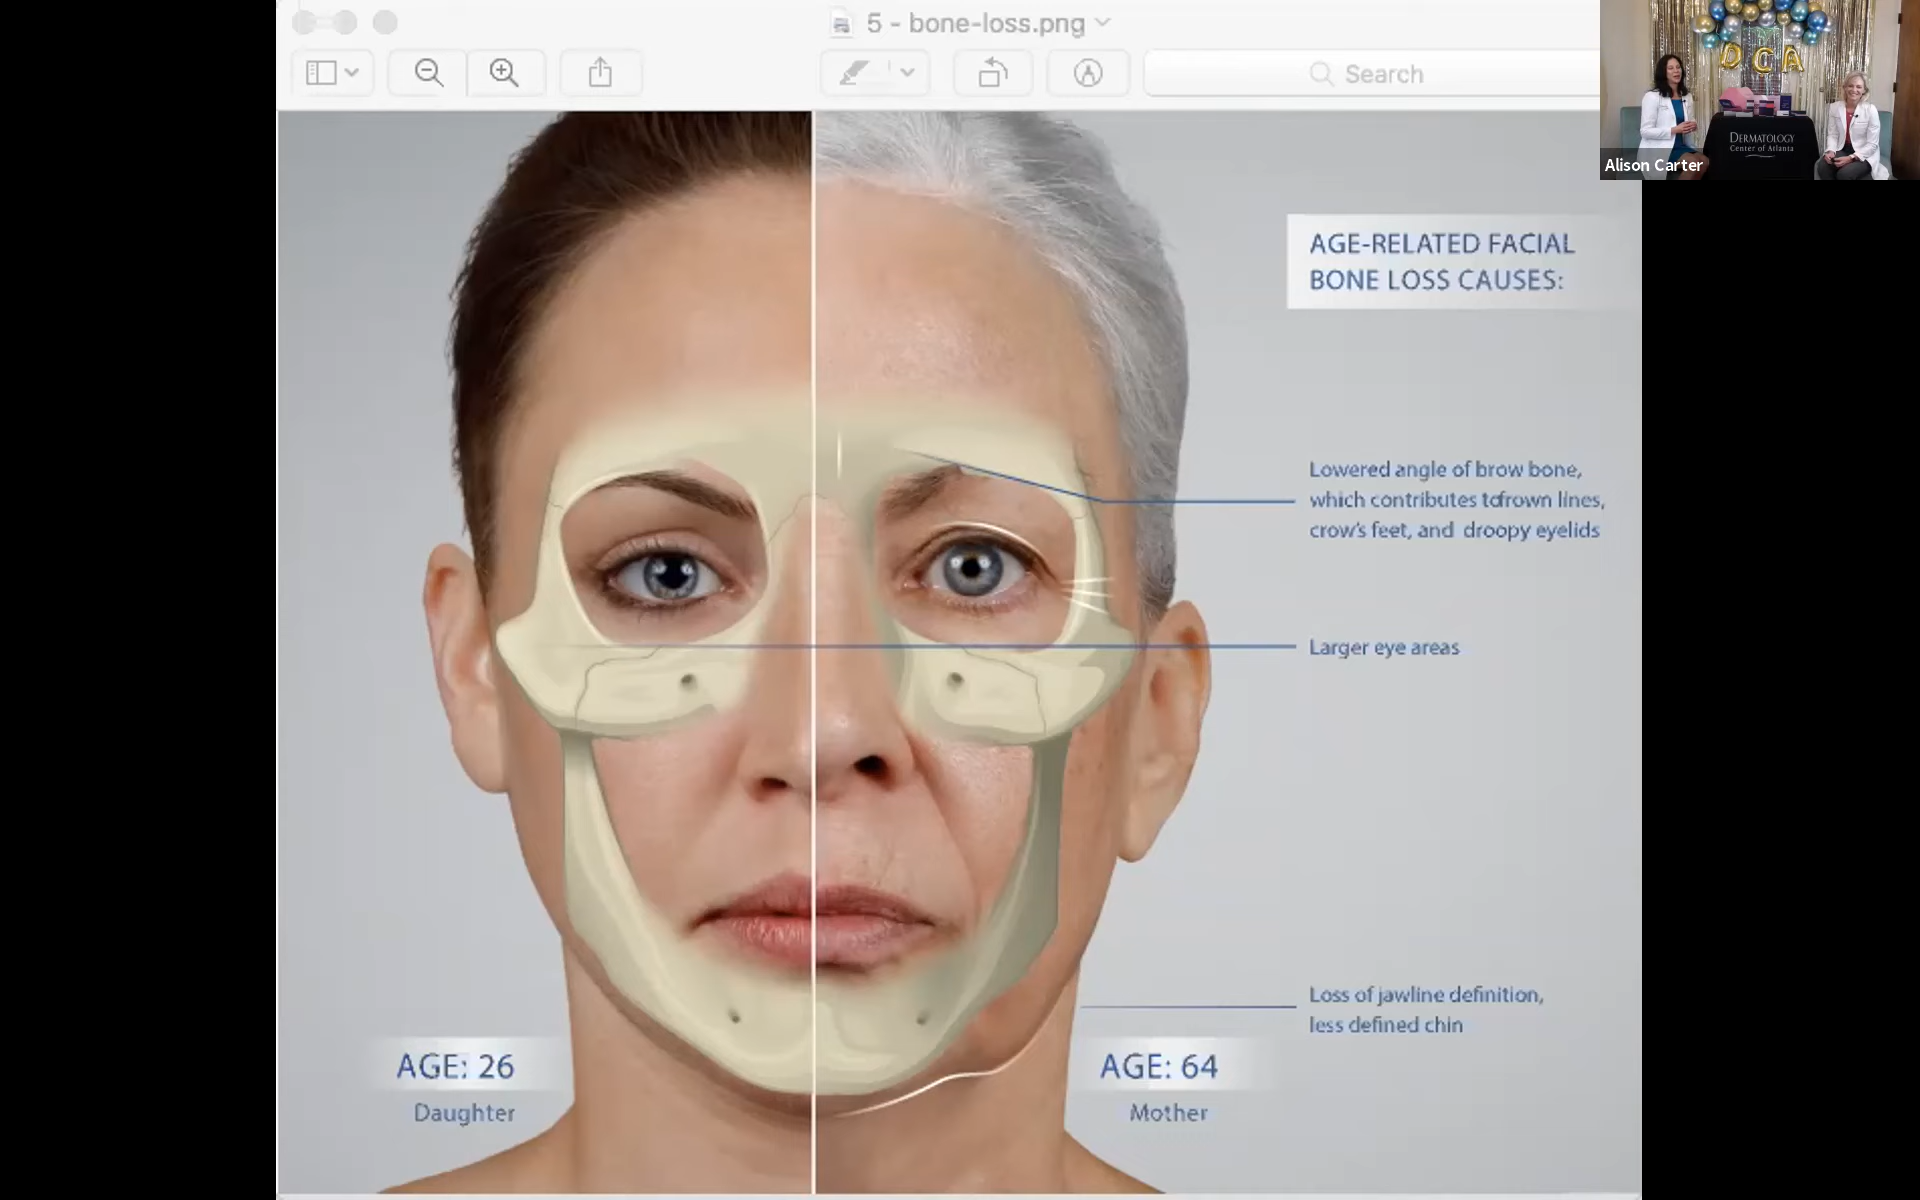 5 - bone-loss.png
Search
DCA
DERMATOLOGY
Center of Atlanta
Alison Carter
AGE-RELATED FACIAL
BONE LOSS CAUSES:
Lowered angle of brow bone,
which contributes tofrown lines,
crow's feet, and droopy eyelids
Larger eye areas
Loss of jawline definition,
less defined chin
AGE: 26
Daughter
AGE: 64
Mother